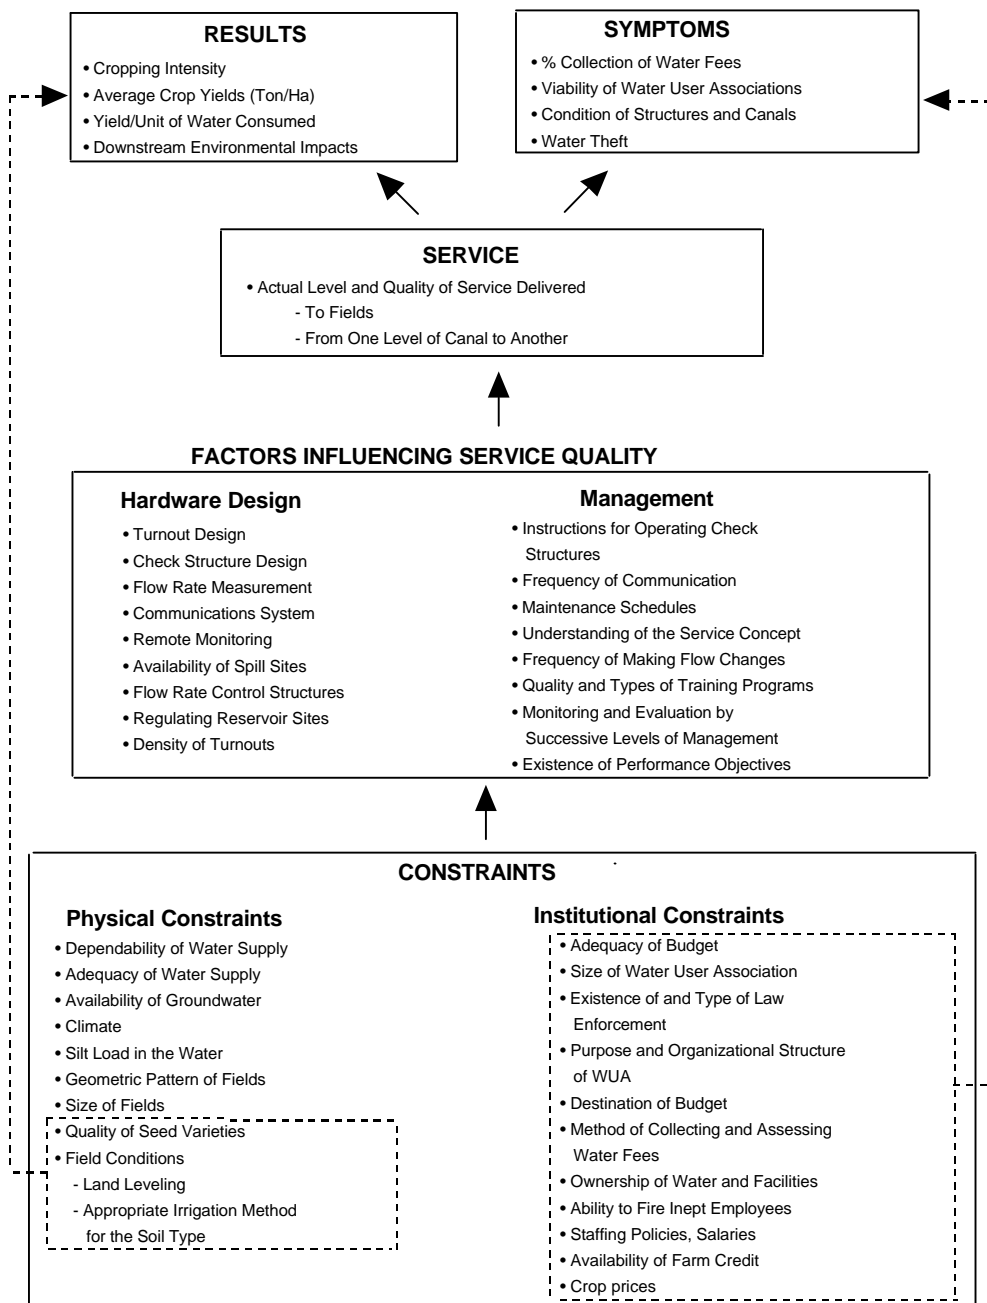 RESULTS
• Cropping Intensity
• Average Crop Yields (Ton/Ha)
• Yield/Unit of Water Consumed
• Downstream Environmental Impacts
SYMPTOMS
• % Collection of Water Fees
• Viability of Water User Associations
• Condition of Structures and Canals
• Water Theft
SERVICE
• Actual Level and Quality of Service Delivered
- To Fields
- From One Level of Canal to Another
FACTORS INFLUENCING SERVICE QUALITY
Hardware Design
• Turnout Design
• Check Structure Design
• Flow Rate Measurement
• Communications System
• Remote Monitoring
• Availability of Spill Sites
• Flow Rate Control Structures
• Regulating Reservoir Sites
• Density of Turnouts
Management
• Instructions for Operating Check
Structures
• Frequency of Communication
• Maintenance Schedules
• Understanding of the Service Concept
• Frequency of Making Flow Changes
• Quality and Types of Training Programs
• Monitoring and Evaluation by
Successive Levels of Management
• Existence of Performance Objectives
CONSTRAINTS
Physical Constraints
• Dependability of Water Supply
• Adequacy of Water Supply
• Availability of Groundwater
• Climate
• Silt Load in the Water
• Geometric Pattern of Fields
• Size of Fields
• Quality of Seed Varieties
• Field Conditions
- Land Leveling
- Appropriate Irrigation Method
for the Soil Type
Institutional Constraints
• Adequacy of Budget
• Size of Water User Association
• Existence of and Type of Law
Enforcement
• Purpose and Organizational Structure
of WUA
• Destination of Budget
• Method of Collecting and Assessing
Water Fees
• Ownership of Water and Facilities
• Ability to Fire Inept Employees
• Staffing Policies, Salaries
• Availability of Farm Credit
• Crop prices